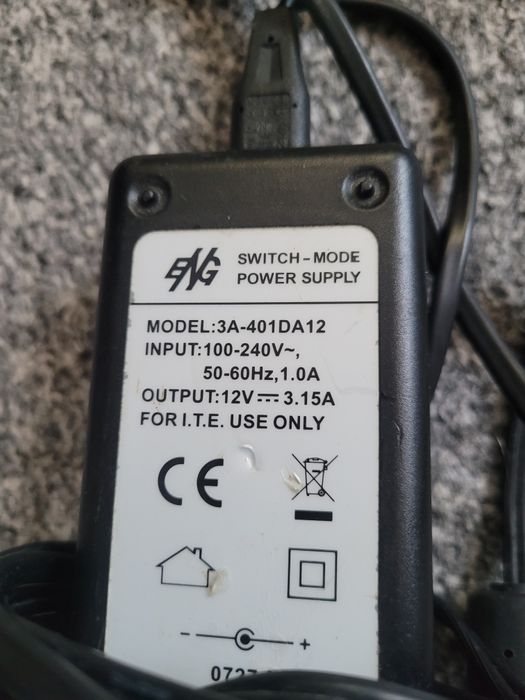 ENG
SWITCH-MODE
POWER SUPPLY
MODEL:3A-401DA12
INPUT:100-240V~,
50-60Hz,1.0A
OUTPUT:12V⎓3.15A
FOR I.T.E. USE ONLY
CE
- +
0727